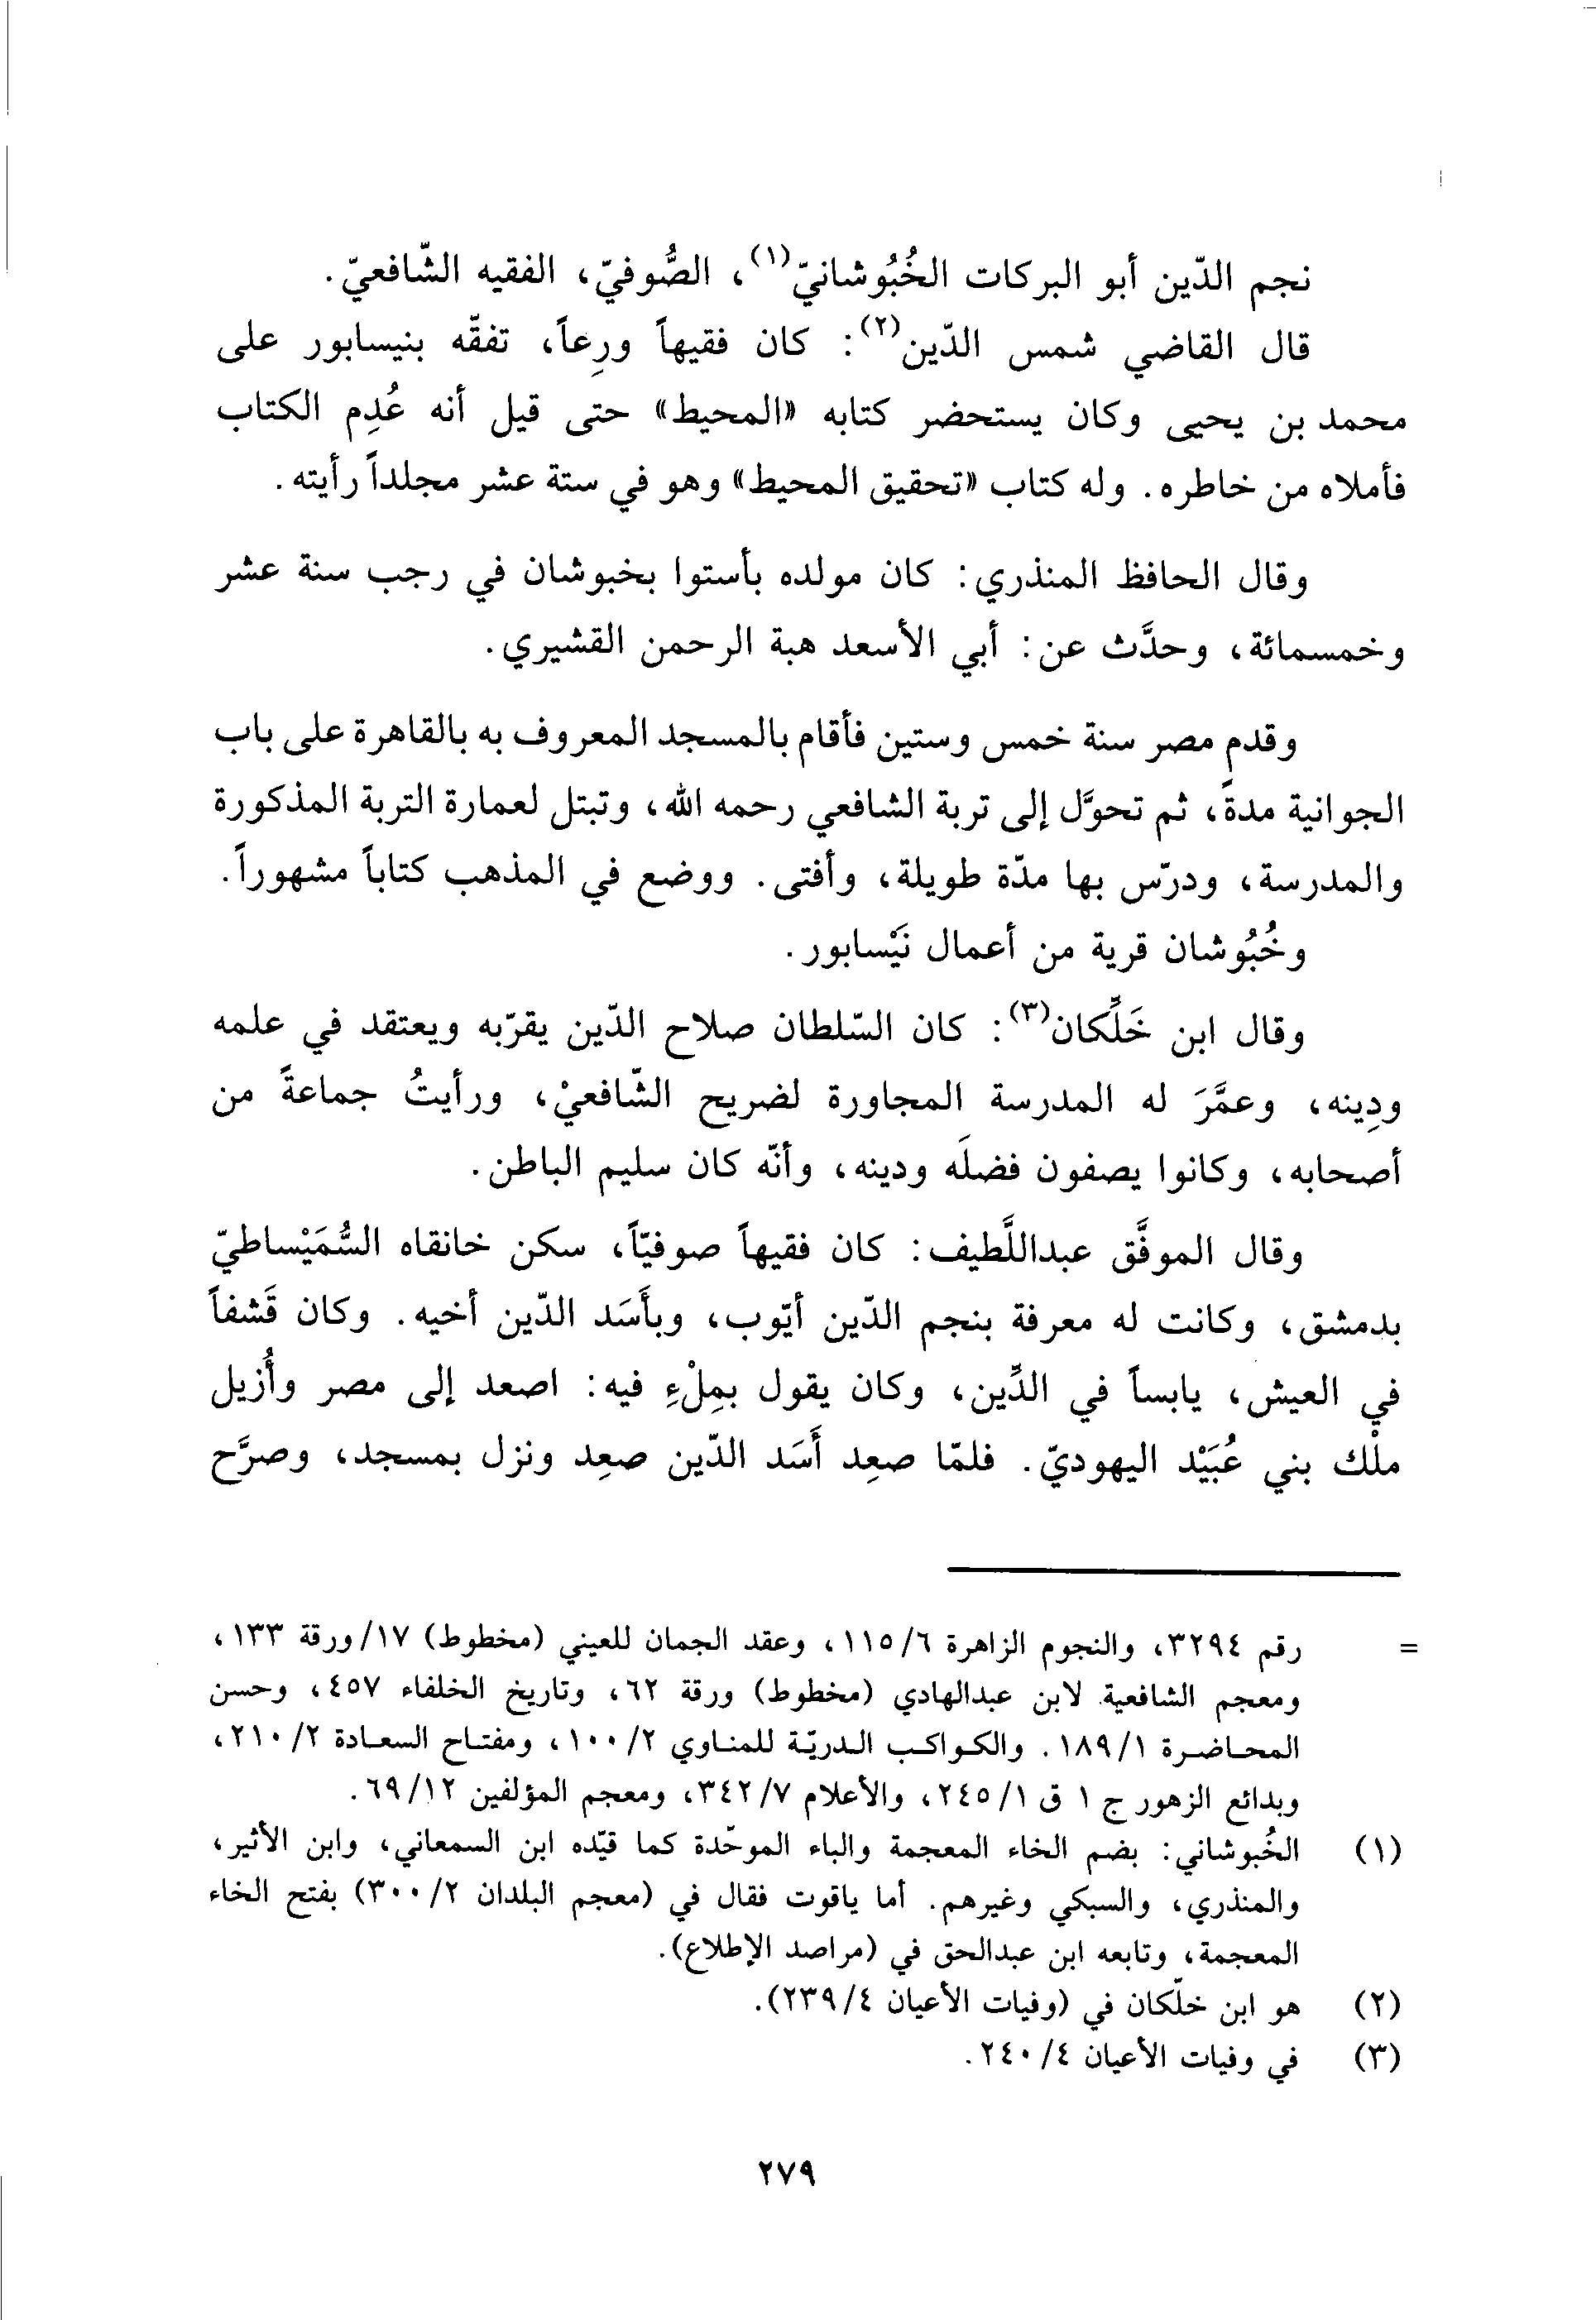 نجم الدّين أبو البركات الخُبُوشانيّ(١)، الصُّوفيّ، الفقيه الشّافعيّ.
قال القاضي شمس الدّين(٢): كان فقيهاً ورِعاً، تفقّه بنيسابور على
محمد بن يحيى وكان يستحضر كتابه «المحيط» حتى قيل أنه عُدِم الكتاب
فأملاه من خاطره. وله كتاب «تحقيق المحيط» وهو في ستة عشر مجلداً رأيته.
وقال الحافظ المنذري: كان مولده بأستوا بخبوشان في رجب سنة عشر
وخمسمائة، وحدَّث عن: أبي الأسعد هبة الرحمن القشيري.
وقدم مصر سنة خمس وستين فأقام بالمسجد المعروف به بالقاهرة على باب
الجوانية مدةً، ثم تحوَّل إلى تربة الشافعي رحمه الله، وتبتل لعمارة التربة المذكورة
والمدرسة، ودرّس بها مدّة طويلة، وأفتى. ووضع في المذهب كتاباً مشهوراً.
وخُبُوشان قرية من أعمال نَيْسابور.
وقال ابن خَلِّكان(٣): كان السّلطان صلاح الدّين يقرّبه ويعتقد في علمه
ودِينه، وعمَّرَ له المدرسة المجاورة لضريح الشّافعيْ، ورأيتُ جماعةً من
أصحابه، وكانوا يصفون فضلَه ودينه، وأنّه كان سليم الباطن.
وقال الموفَّق عبداللَّطيف: كان فقيهاً صوفيّاً، سكن خانقاه السُّمَيْساطيّ
بدمشق، وكانت له معرفة بنجم الدّين أيّوب، وبأَسَد الدّين أخيه. وكان قَشفاً
في العيش، يابساً في الدِّين، وكان يقول بمِلْءِ فيه: اصعد إلى مصر وأُزيل
ملْك بني عُبَيْد اليهوديّ. فلمّا صعِد أَسَد الدّين صعِد ونزل بمسجد، وصرَّح
= رقم ٣٢٩٤، والنجوم الزاهرة ٦/ ١١٥، وعقد الجمان للعيني (مخطوط) ١٧/ ورقة ١٣٣،
ومعجم الشافعية لابن عبدالهادي (مخطوط) ورقة ٦٢، وتاريخ الخلفاء ٤٥٧، وحسن
المحاضرة ١/ ١٨٩. والكواكب الدريّة للمناوي ٢/ ١٠٠، ومفتاح السعادة ٢/ ٢١٠،
وبدائع الزهور ج ١ ق ١/ ٢٤٥، والأعلام ٧/ ٣٤٢، ومعجم المؤلفين ١٢/ ٦٩.
(١) الخُبوشاني: بضم الخاء المعجمة والباء الموحّدة كما قيّده ابن السمعاني، وابن الأثير،
والمنذري، والسبكي وغيرهم. أما ياقوت فقال في (معجم البلدان ٢/ ٣٠٠) بفتح الخاء
المعجمة، وتابعه ابن عبدالحق في (مراصد الإطلاع).
(٢) هو ابن خلّكان في (وفيات الأعيان ٤/ ٢٣٩).
(٣) في وفيات الأعيان ٤/ ٢٤٠.
٢٧٩